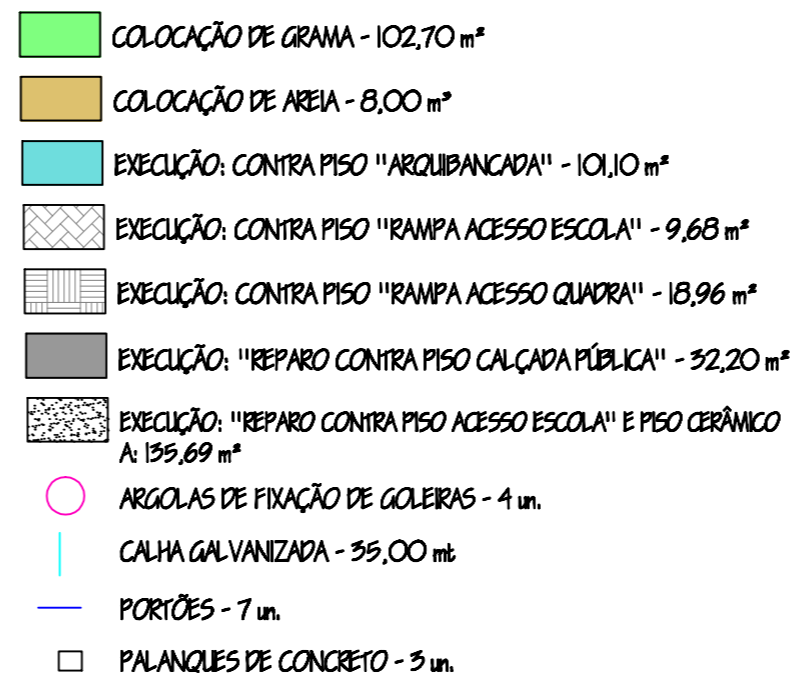 COLOCAÇÃO DE GRAMA - 102,70 m²
COLOCAÇÃO DE AREIA - 8,00 m³
EXECUÇÃO: CONTRA PISO "ARQUIBANCADA" - 101,10 m²
EXECUÇÃO: CONTRA PISO "RAMPA ACESSO ESCOLA" - 9,68 m²
EXECUÇÃO: CONTRA PISO "RAMPA ACESSO QUADRA" - 18,96 m²
EXECUÇÃO: "REPARO CONTRA PISO CALÇADA PÚBLICA" - 32,20 m²
EXECUÇÃO: "REPARO CONTRA PISO ACESSO ESCOLA" E PISO CERÂMICO
A: 135,69 m²
ARGOLAS DE FIXAÇÃO DE GOLEIRAS - 4 un.
CALHA GALVANIZADA - 35,00 mt
PORTÕES - 7 un.
PALANQUES DE CONCRETO - 3 un.